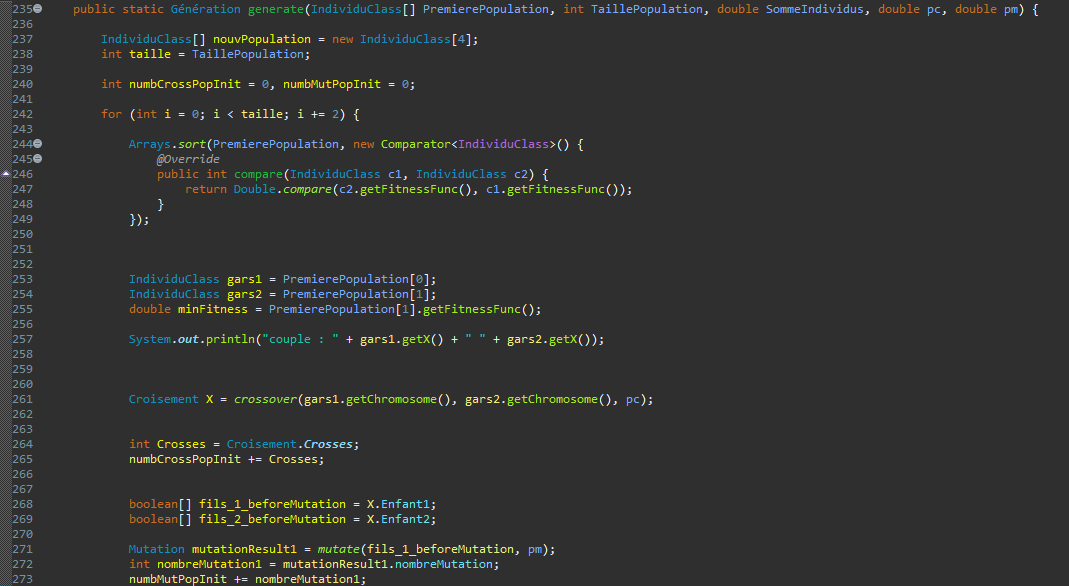 235 public static Génération generate(IndividuClass[] PremierePopulation, int TaillePopulation, double SommeIndividus, double pc, double pm) {
236
237 IndividuClass[] nouvPopulation = new IndividuClass[4];
238 int taille = TaillePopulation;
239
240 int numbCrossPopInit = 0, numbMutPopInit = 0;
241
242 for (int i = 0; i < taille; i += 2) {
243
244 Arrays.sort(PremierePopulation, new Comparator<IndividuClass>() {
245 @Override
246 public int compare(IndividuClass c1, IndividuClass c2) {
247 return Double.compare(c2.getFitnessFunc(), c1.getFitnessFunc());
248 }
249 });
250
251
252
253 IndividuClass gars1 = PremierePopulation[0];
254 IndividuClass gars2 = PremierePopulation[1];
255 double minFitness = PremierePopulation[1].getFitnessFunc();
256
257 System.out.println("couple : " + gars1.getX() + " " + gars2.getX());
258
259
260
261 Croisement X = crossover(gars1.getChromosome(), gars2.getChromosome(), pc);
262
263
264 int Crosses = Croisement.Crosses;
265 numbCrossPopInit += Crosses;
266
267
268 boolean[] fils_1_beforeMutation = X.Enfant1;
269 boolean[] fils_2_beforeMutation = X.Enfant2;
270
271 Mutation mutationResult1 = mutate(fils_1_beforeMutation, pm);
272 int nombreMutation1 = mutationResult1.nombreMutation;
273 numbMutPopInit += nombreMutation1;